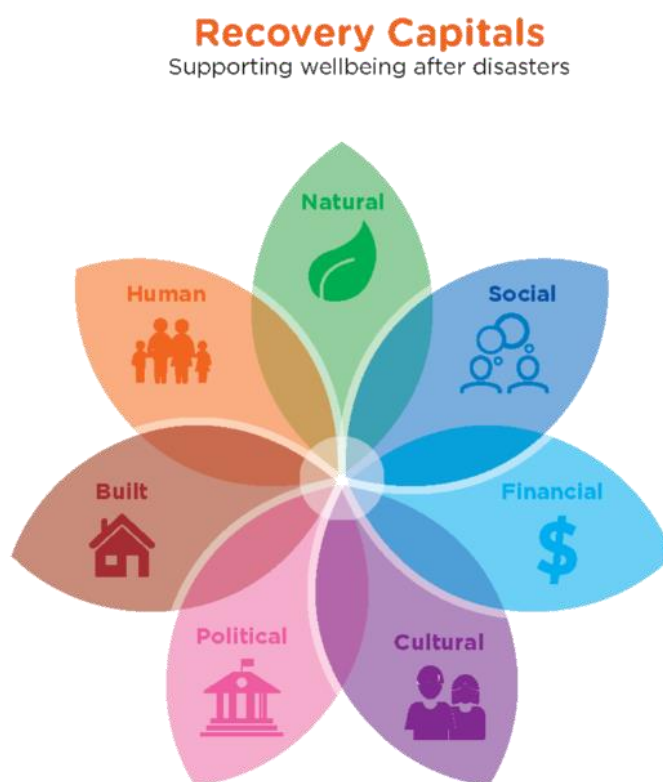 Recovery Capitals
Supporting wellbeing after disasters
Natural
Human
Social
Built
Financial
$
Political
Cultural